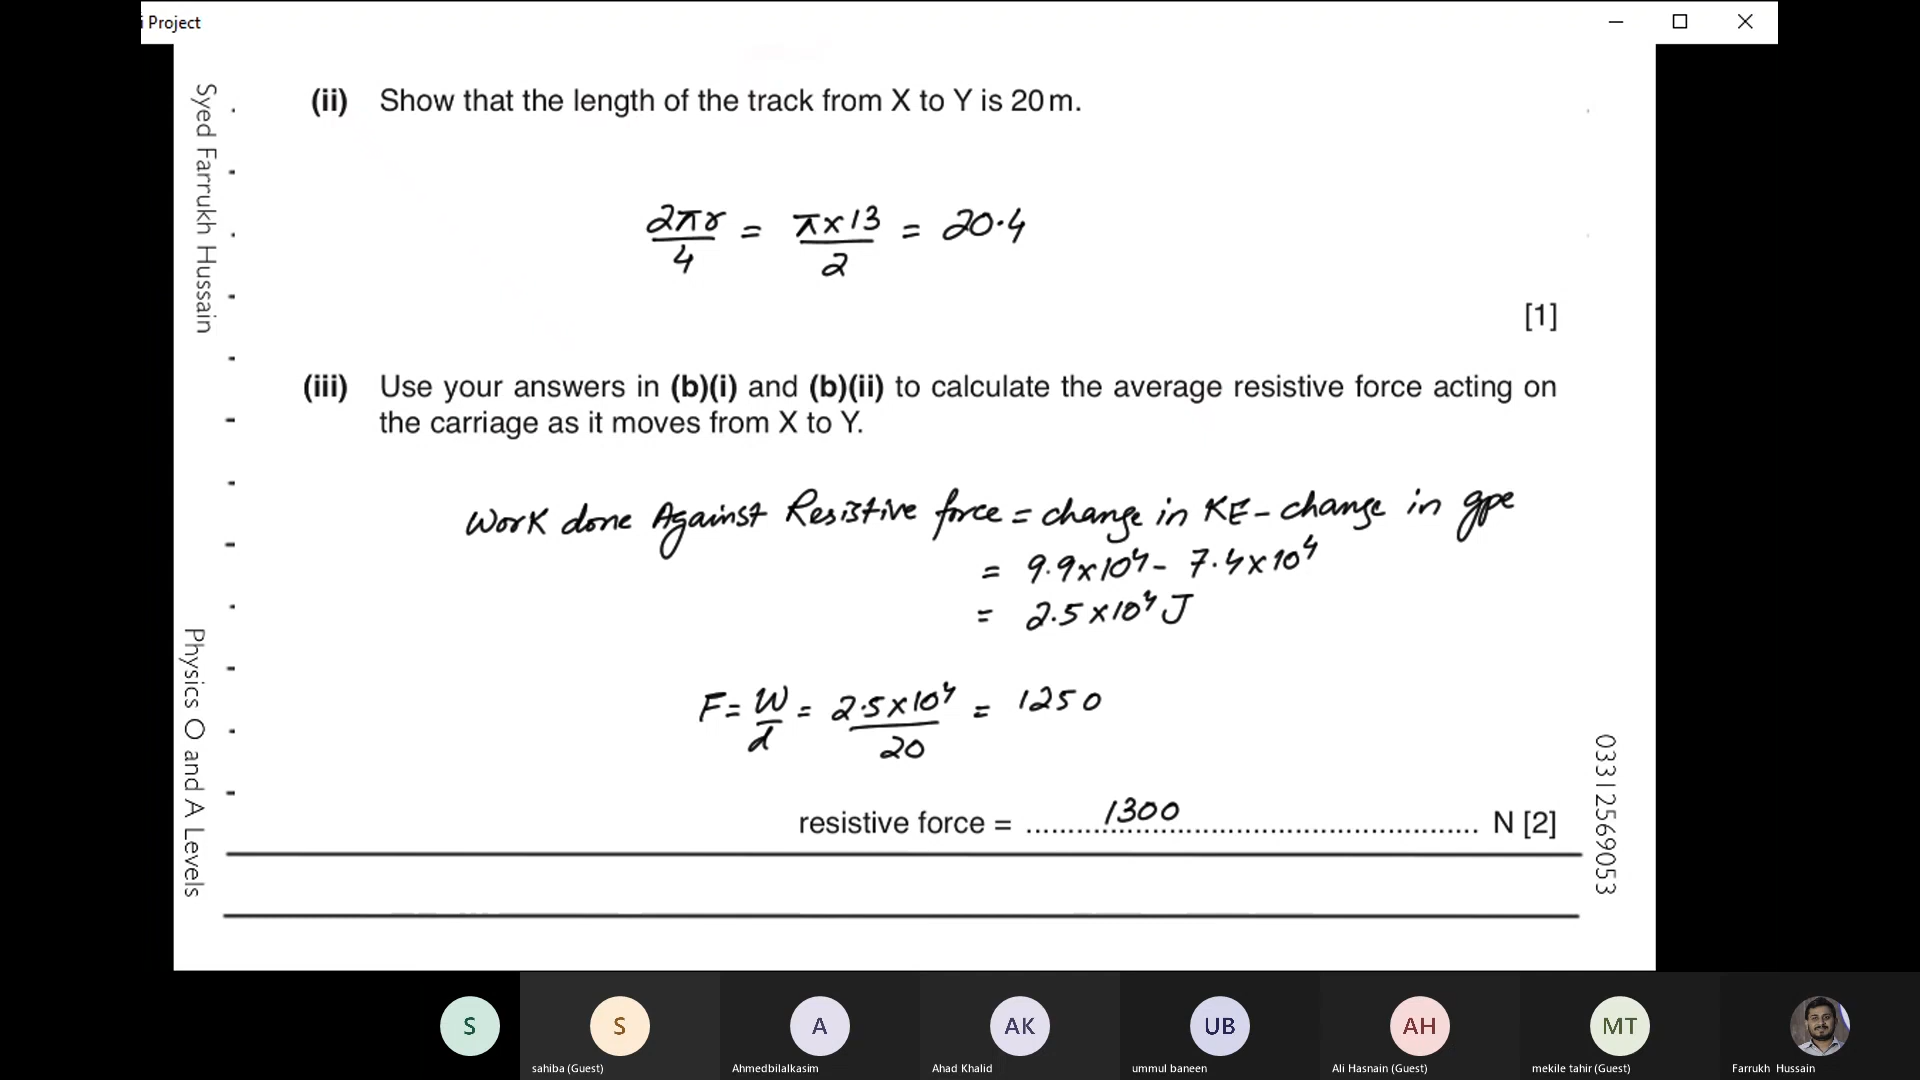 i Project
(ii) Show that the length of the track from X to Y is 20 m.
2πr/4 = π×13/2 = 20.4
[1]
(iii) Use your answers in (b)(i) and (b)(ii) to calculate the average resistive force acting on
the carriage as it moves from X to Y.
Work done Against Resistive force = change in KE - change in gpe
= 9.9×10⁴ - 7.4×10⁴
= 2.5×10⁴ J
F = W/d = 2.5×10⁴/20 = 1250
resistive force = 1300 N [2]
Syed Farrukh Hussain
Physics O and A Levels
03312569053
S
S
A
AK
UB
AH
MT
sahiba (Guest)
Ahmedbilalkasim
Ahad Khalid
ummul baneen
Ali Hasnain (Guest)
mekile tahir (Guest)
Farrukh Hussain